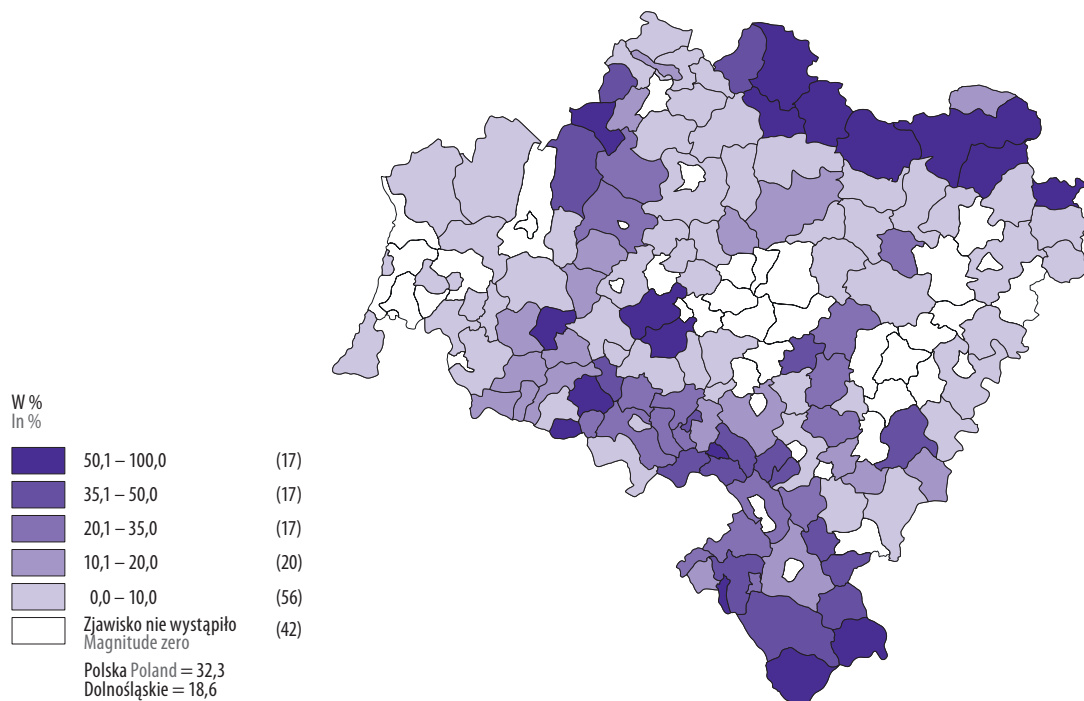 W %
In %
50,1 – 100,0 (17)
35,1 – 50,0 (17)
20,1 – 35,0 (17)
10,1 – 20,0 (20)
0,0 – 10,0 (56)
Zjawisko nie wystąpiło (42)
Magnitude zero
Polska Poland = 32,3
Dolnośląskie = 18,6